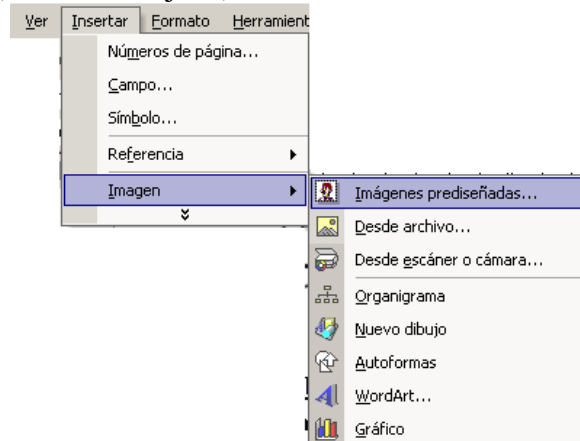 Ver Insertar Formato Herramient
Números de página...
Campo...
Símbolo...
Referencia
Imagen
Imágenes prediseñadas...
Desde archivo...
Desde escáner o cámara...
Organigrama
Nuevo dibujo
Autoformas
WordArt...
Gráfico